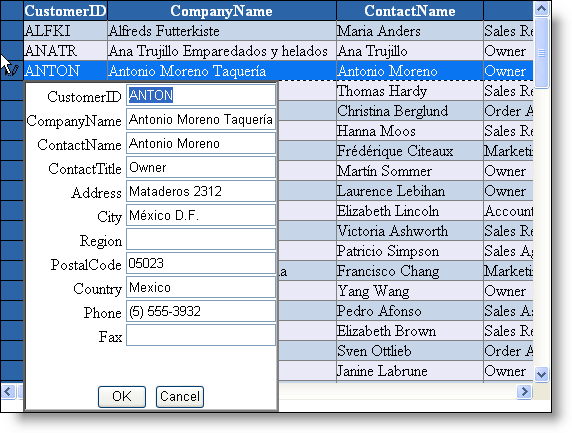 CustomerID CompanyName ContactName
ALFKI Alfreds Futterkiste Maria Anders Sales Re
ANATR Ana Trujillo Emparedados y helados Ana Trujillo Owner
ANTON Antonio Moreno Taquería Antonio Moreno Owner
CustomerID ANTON Thomas Hardy Sales Re
Christina Berglund Order A
CompanyName Antonio Moreno Taquería Hanna Moos Sales Re
ContactName Antonio Moreno Frédérique Citeaux Marketi
ContactTitle Owner Martín Sommer Owner
Address Mataderos 2312 Laurence Lebihan Owner
City México D.F. Elizabeth Lincoln Account
Region Victoria Ashworth Sales Re
Patricio Simpson Sales Ag
PostalCode 05023 a Francisco Chang Marketi
Country Mexico Yang Wang Owner
Phone (5) 555-3932 Pedro Afonso Sales As
Fax Elizabeth Brown Sales Re
Sven Ottlieb Order A
Janine Labrune Owner
OK Cancel